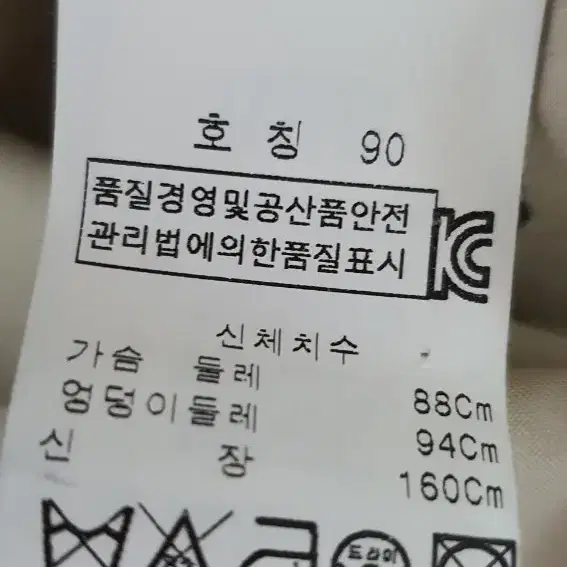 호 칭 90
품질경영및공산품안전
관리법에의한품질표시
KC
신체치수
가슴 둘레 88Cm
엉덩이둘레 94Cm
신 장 160Cm
드라이